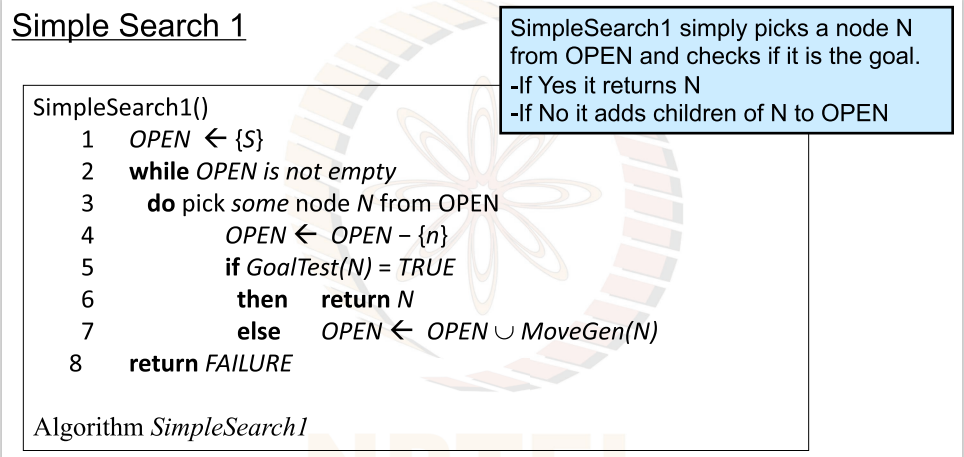 Simple Search 1
SimpleSearch1 simply picks a node N
from OPEN and checks if it is the goal.
-If Yes it returns N
-If No it adds children of N to OPEN
SimpleSearch1()
1 OPEN ← {S}
2 while OPEN is not empty
3 do pick some node N from OPEN
4 OPEN ← OPEN – {n}
5 if GoalTest(N) = TRUE
6 then return N
7 else OPEN ← OPEN ∪ MoveGen(N)
8 return FAILURE
Algorithm SimpleSearch1